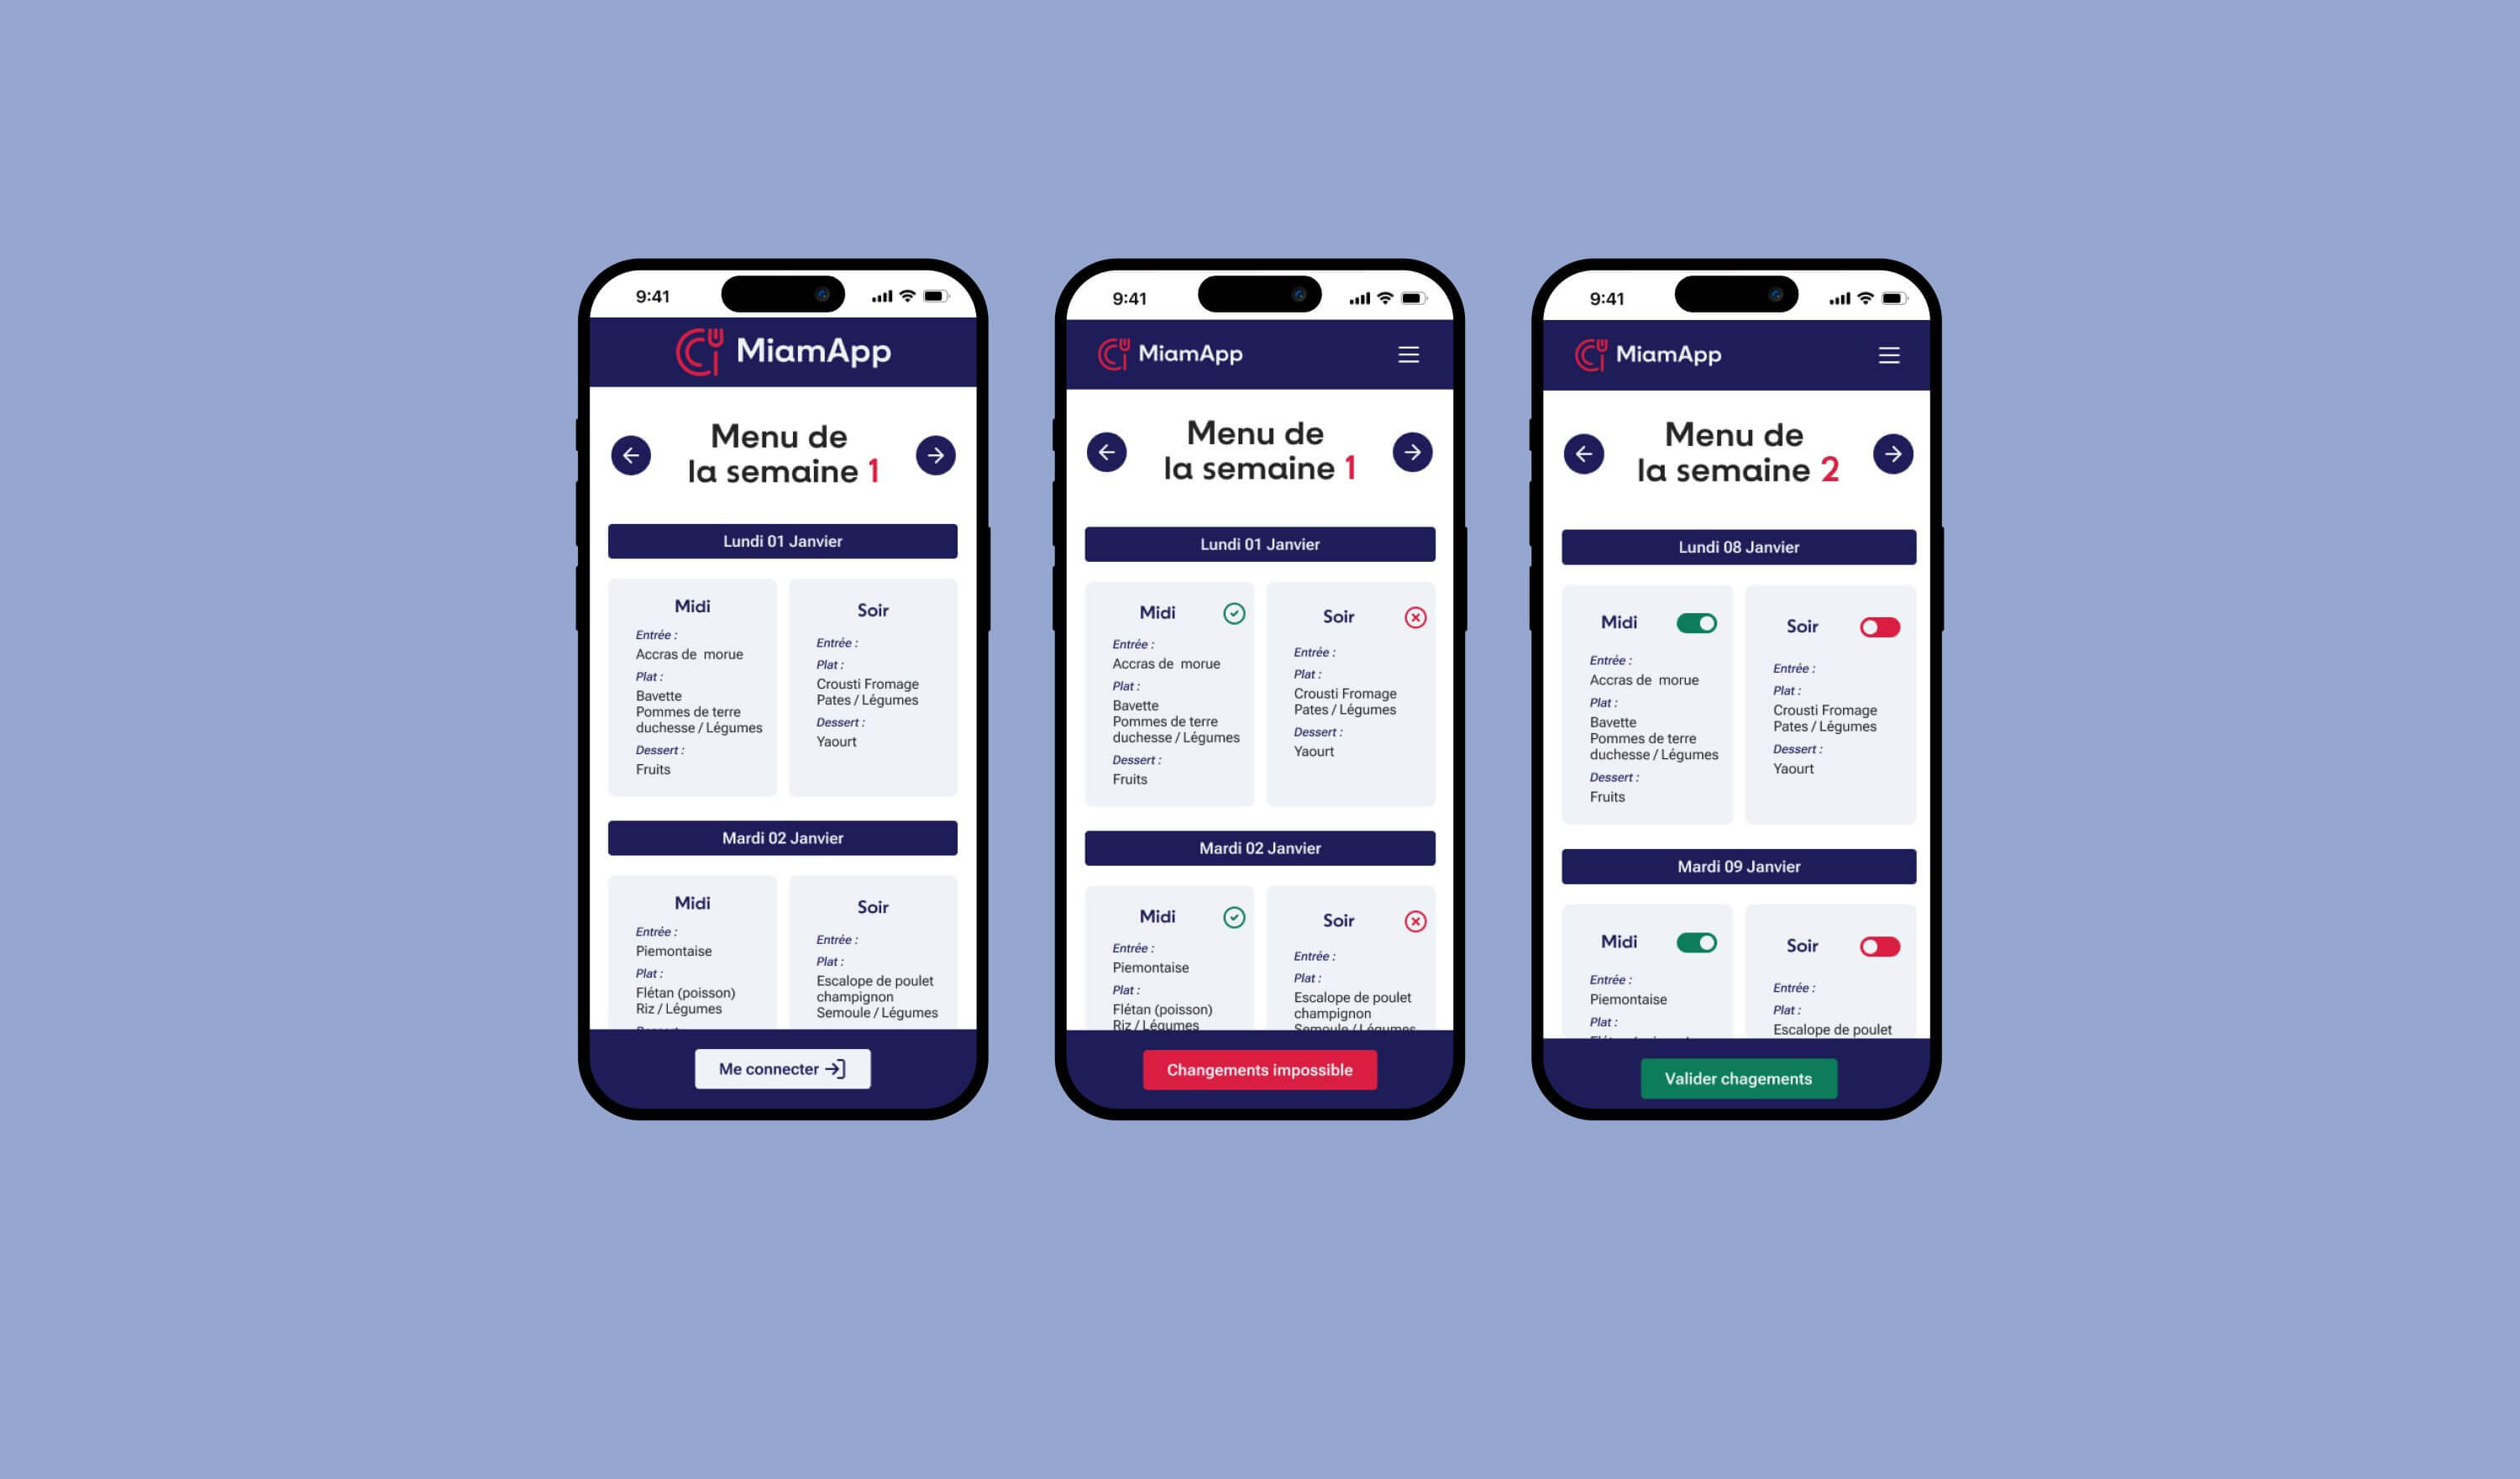 9:41
MiamApp
Menu de
la semaine 1
Lundi 01 Janvier
Midi
Entrée :
Accras de  morue
Plat :
Bavette
Pommes de terre
duchesse / Légumes
Dessert :
Fruits
Soir
Entrée :
Plat :
Crousti Fromage
Pates / Légumes
Dessert :
Yaourt
Mardi 02 Janvier
Midi
Entrée :
Piemontaise
Plat :
Flétan (poisson)
Riz / Légumes
Soir
Entrée :
Plat :
Escalope de poulet
champignon
Semoule / Légumes
Me connecter
9:41
MiamApp
Menu de
la semaine 1
Lundi 01 Janvier
Midi
Entrée :
Accras de  morue
Plat :
Bavette
Pommes de terre
duchesse / Légumes
Dessert :
Fruits
Soir
Entrée :
Plat :
Crousti Fromage
Pates / Légumes
Dessert :
Yaourt
Mardi 02 Janvier
Midi
Entrée :
Piemontaise
Plat :
Flétan (poisson)
Riz / Légumes
Soir
Entrée :
Plat :
Escalope de poulet
champignon
Semoule / Légumes
Changements impossible
9:41
MiamApp
Menu de
la semaine 2
Lundi 08 Janvier
Midi
Entrée :
Accras de  morue
Plat :
Bavette
Pommes de terre
duchesse / Légumes
Dessert :
Fruits
Soir
Entrée :
Plat :
Crousti Fromage
Pates / Légumes
Dessert :
Yaourt
Mardi 09 Janvier
Midi
Entrée :
Piemontaise
Plat :
Soir
Entrée :
Plat :
Escalope de poulet
Valider chagements